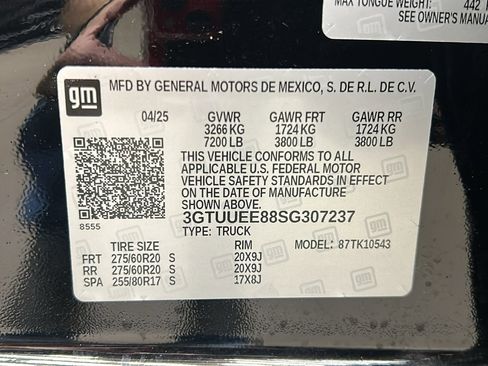 MAX TONGUE WEIGHT: 442
SEE OWNER'S MANUA
gm
MFD BY GENERAL MOTORS DE MEXICO, S. DE R.L. DE C.V.
04/25 GVWR GAWR FRT GAWR RR
3266 KG 1724 KG 1724 KG
7200 LB 3800 LB 3800 LB
THIS VEHICLE CONFORMS TO ALL
APPLICABLE U.S. FEDERAL MOTOR
VEHICLE SAFETY STANDARDS IN EFFECT
ON THE DATE OF MANUFACTURE
SHOWN ABOVE.
3GTUUEE88SG307237
8555
TYPE: TRUCK
TIRE SIZE RIM MODEL: 87TK10543
FRT 275/60R20 S 20X9J
RR 275/60R20 S 20X9J
SPA 255/80R17 S 17X8J